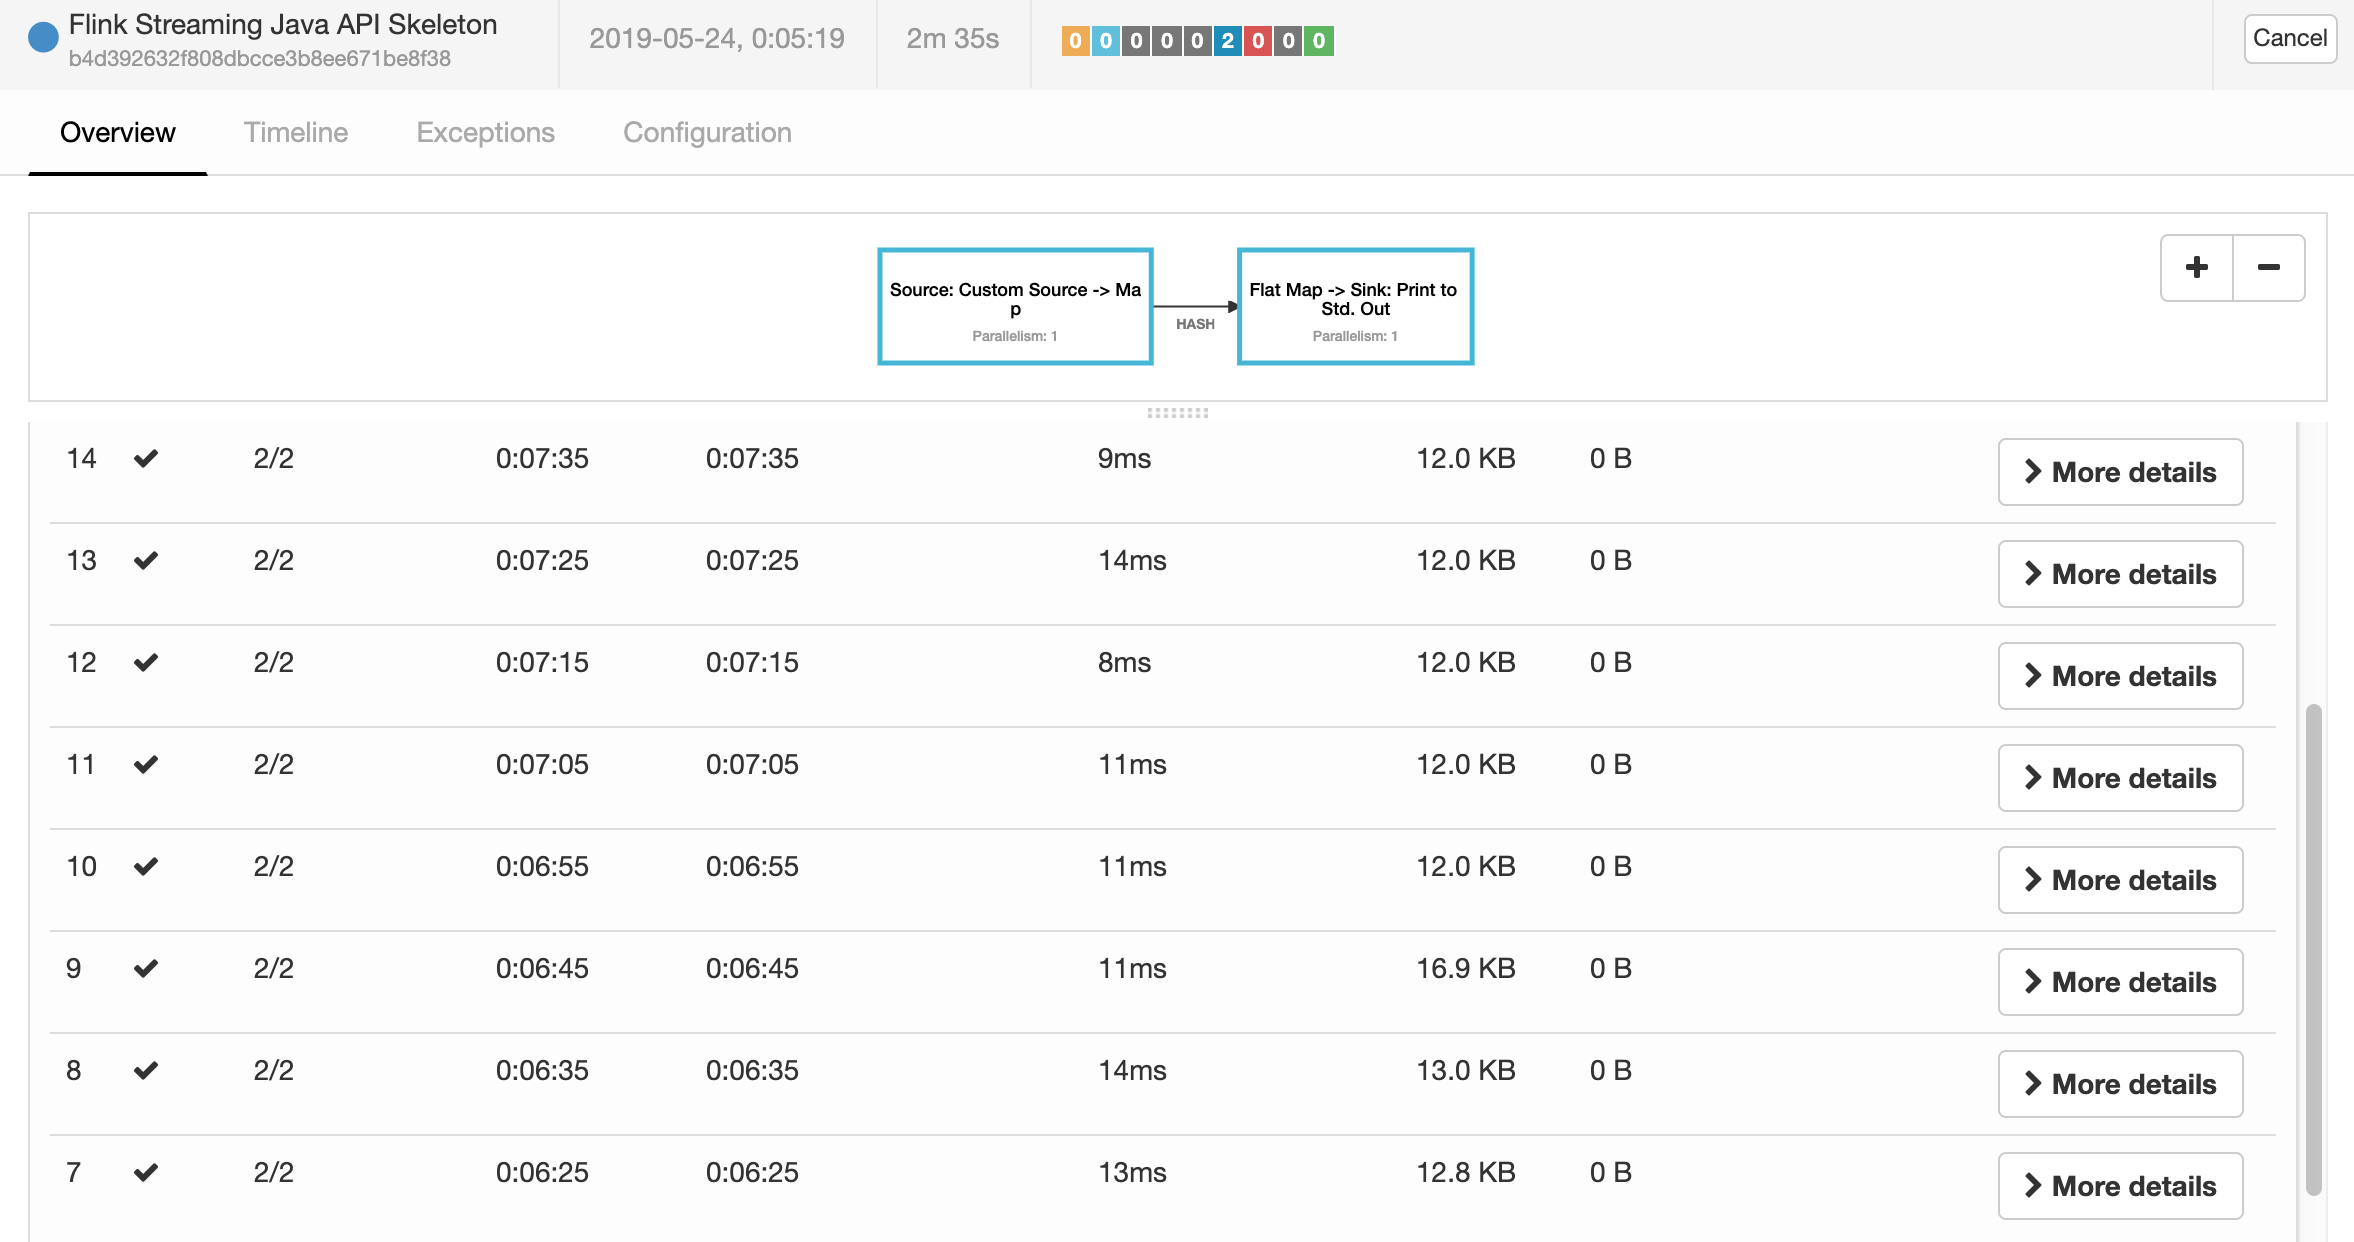 Flink Streaming Java API Skeleton
b4d392632f808dbcce3b8ee671be8f38
2019-05-24, 0:05:19
2m 35s
0 0 0 0 0 2 0 0 0
Cancel
Overview Timeline Exceptions Configuration
Source: Custom Source -> Ma
p
Parallelism: 1
HASH
Flat Map -> Sink: Print to
Std. Out
Parallelism: 1
14 2/2 0:07:35 0:07:35 9ms 12.0 KB 0 B More details
13 2/2 0:07:25 0:07:25 14ms 12.0 KB 0 B More details
12 2/2 0:07:15 0:07:15 8ms 12.0 KB 0 B More details
11 2/2 0:07:05 0:07:05 11ms 12.0 KB 0 B More details
10 2/2 0:06:55 0:06:55 11ms 12.0 KB 0 B More details
9 2/2 0:06:45 0:06:45 11ms 16.9 KB 0 B More details
8 2/2 0:06:35 0:06:35 14ms 13.0 KB 0 B More details
7 2/2 0:06:25 0:06:25 13ms 12.8 KB 0 B More details